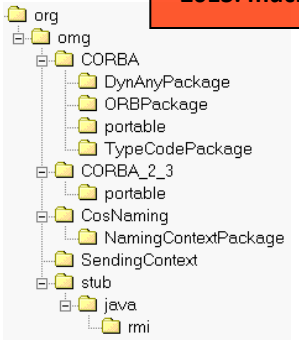 org
omg
CORBA
DynAnyPackage
ORBPackage
portable
TypeCodePackage
CORBA_2_3
portable
CosNaming
NamingContextPackage
SendingContext
stub
java
rmi